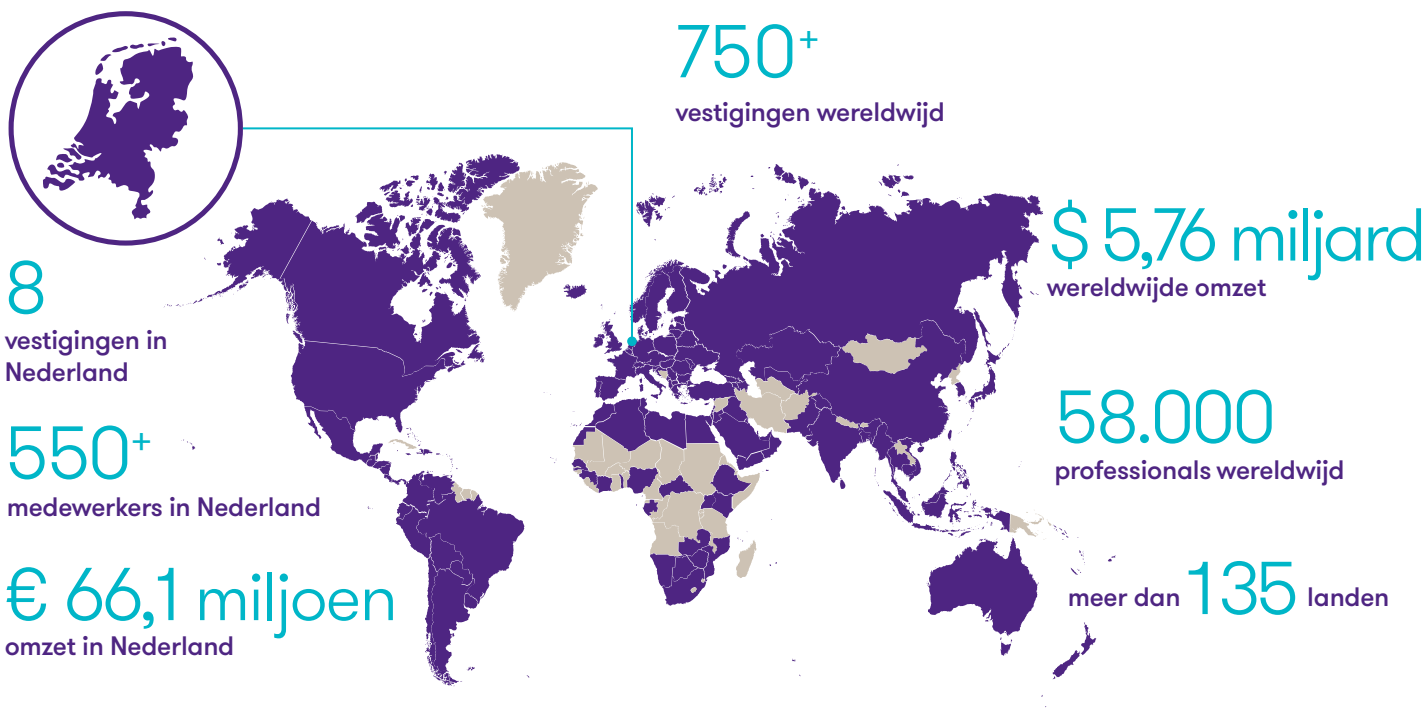 750+
vestigingen wereldwijd
$ 5,76 miljard
wereldwijde omzet
8
vestigingen in
Nederland
58.000
professionals wereldwijd
550+
medewerkers in Nederland
meer dan 135 landen
€ 66,1 miljoen
omzet in Nederland